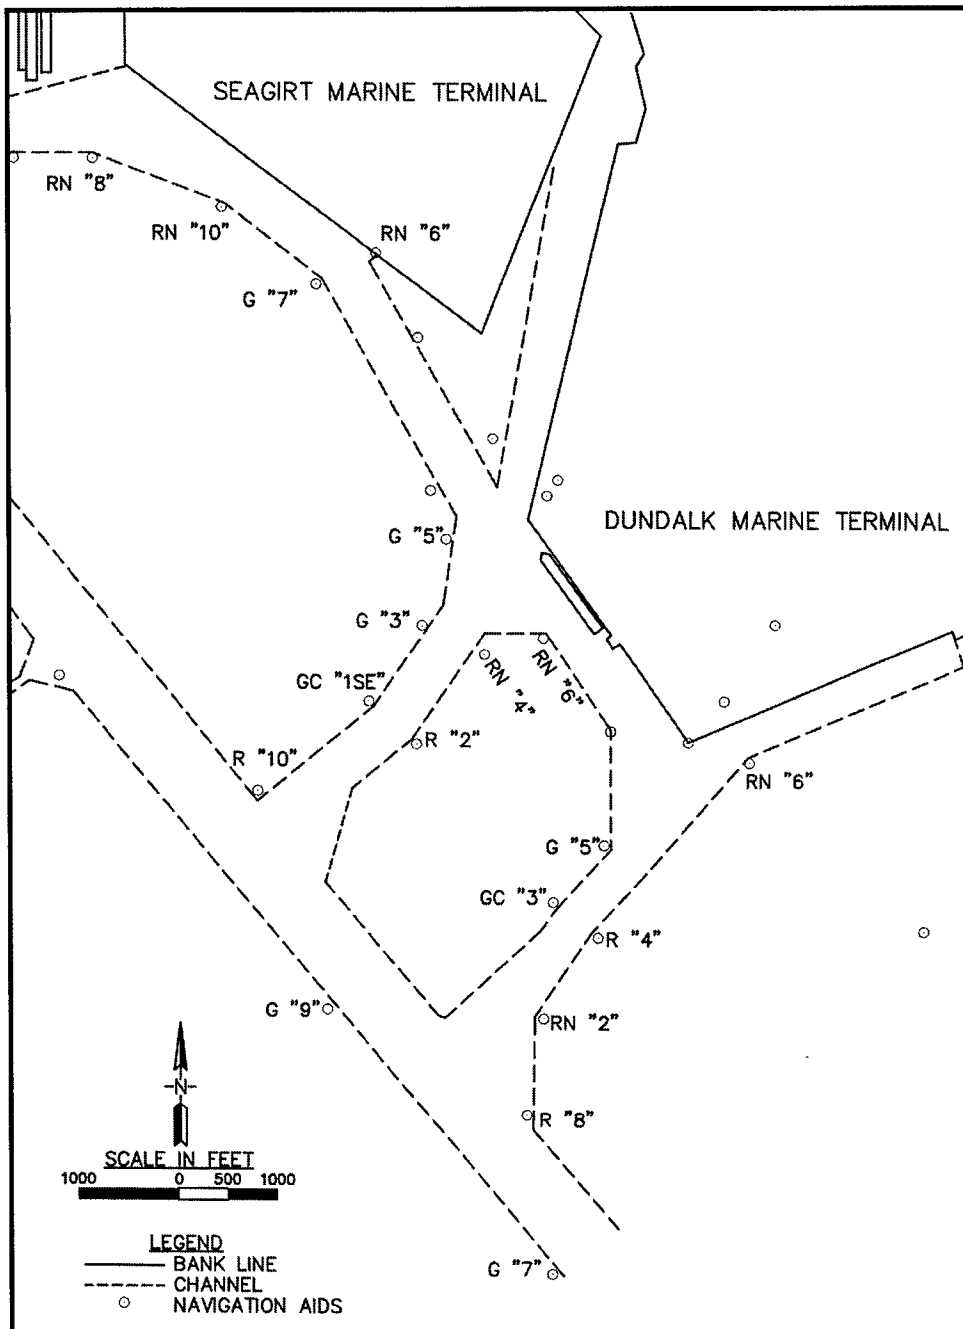 SEAGIRT MARINE TERMINAL
RN "8"
RN "10"
RN "6"
G "7"
DUNDALK MARINE TERMINAL
G "5"
G "3"
RN "4"
RN "6"
GC "1SE"
R "2"
R "10"
RN "6"
G "5"
GC "3"
R "4"
G "9"
RN "2"
N
R "8"
SCALE IN FEET
1000 0 500 1000
LEGEND
BANK LINE
CHANNEL
NAVIGATION AIDS
G "7"